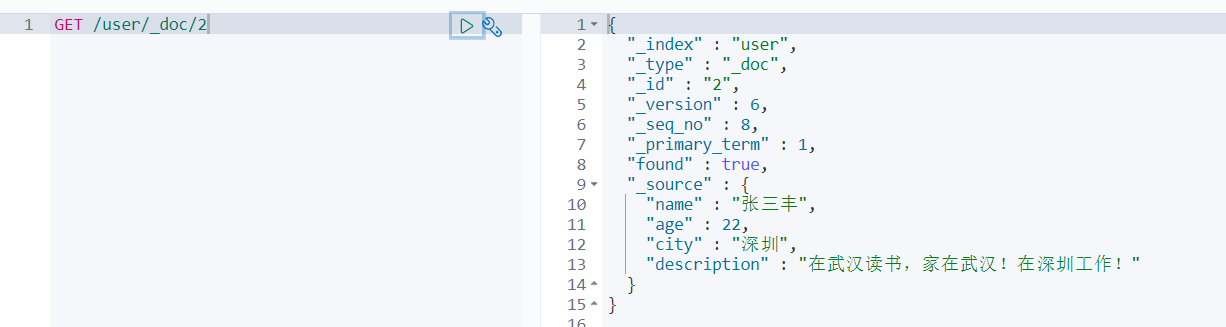 1 GET /user/_doc/2
1 {
2 "_index" : "user",
3 "_type" : "_doc",
4 "_id" : "2",
5 "_version" : 6,
6 "_seq_no" : 8,
7 "_primary_term" : 1,
8 "found" : true,
9 "_source" : {
10 "name" : "张三丰",
11 "age" : 22,
12 "city" : "深圳",
13 "description" : "在武汉读书，家在武汉！在深圳工作！"
14 }
15 }
16